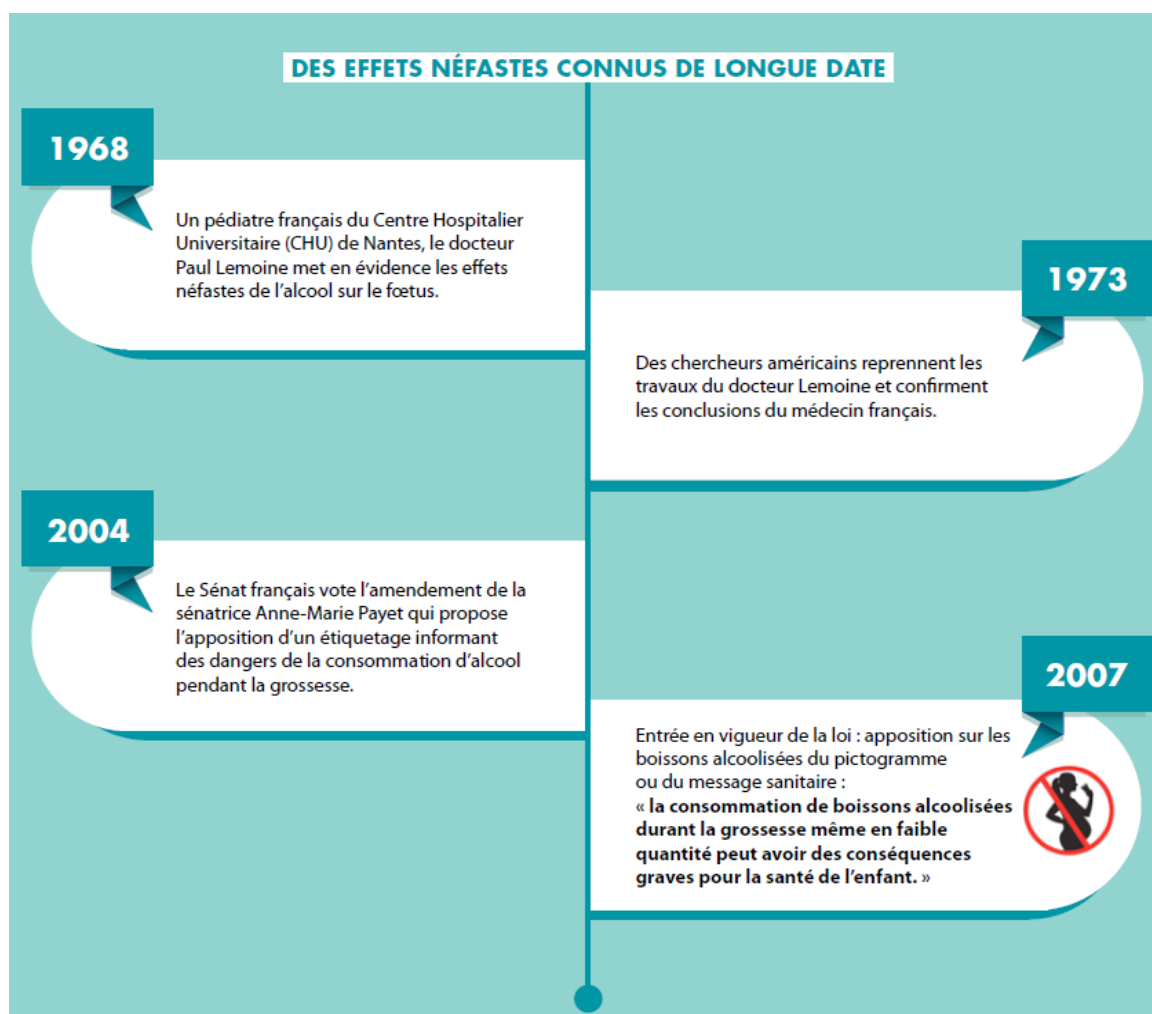 DES EFFETS NÉFASTES CONNUS DE LONGUE DATE
1968
Un pédiatre français du Centre Hospitalier
Universitaire (CHU) de Nantes, le docteur
Paul Lemoine met en évidence les effets
néfastes de l'alcool sur le fœtus.
1973
Des chercheurs américains reprennent les
travaux du docteur Lemoine et confirment
les conclusions du médecin français.
2004
Le Sénat français vote l'amendement de la
sénatrice Anne-Marie Payet qui propose
l'apposition d'un étiquetage informant
des dangers de la consommation d'alcool
pendant la grossesse.
2007
Entrée en vigueur de la loi : apposition sur les
boissons alcoolisées du pictogramme
ou du message sanitaire :
« la consommation de boissons alcoolisées
durant la grossesse même en faible
quantité peut avoir des conséquences
graves pour la santé de l'enfant. »